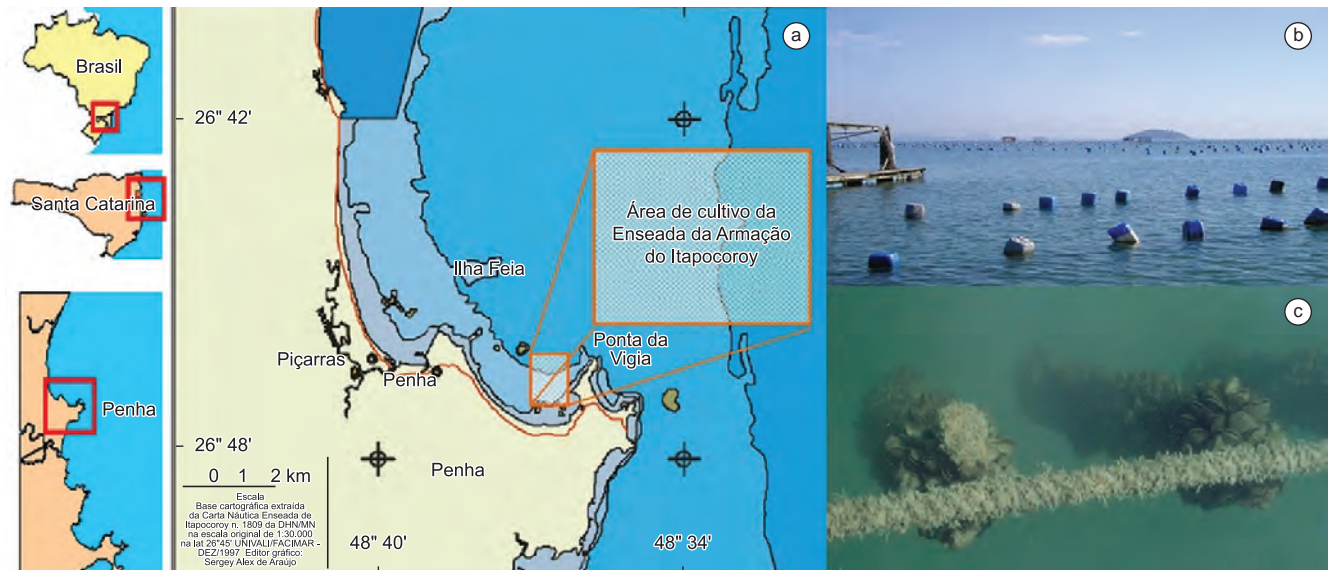 Brasil
Santa Catarina
Penha
a
26" 42'
Área de cultivo da
Enseada da Armação
do Itapocoroy
Ilha Feia
Ponta da
Vigia
Piçarras
Penha
26" 48'
Penha
0 1 2 km
Escala
Base cartográfica extraída
da Carta Náutica Enseada de
Itapocoroy n. 1809 da DHN/MN
na escala original de 1:30.000
na lat 26"45' UNIVALI/FACIMAR -
DEZ/1997 Editor gráfico:
Sergey Alex de Araújo
48" 40'
48" 34'
b
c